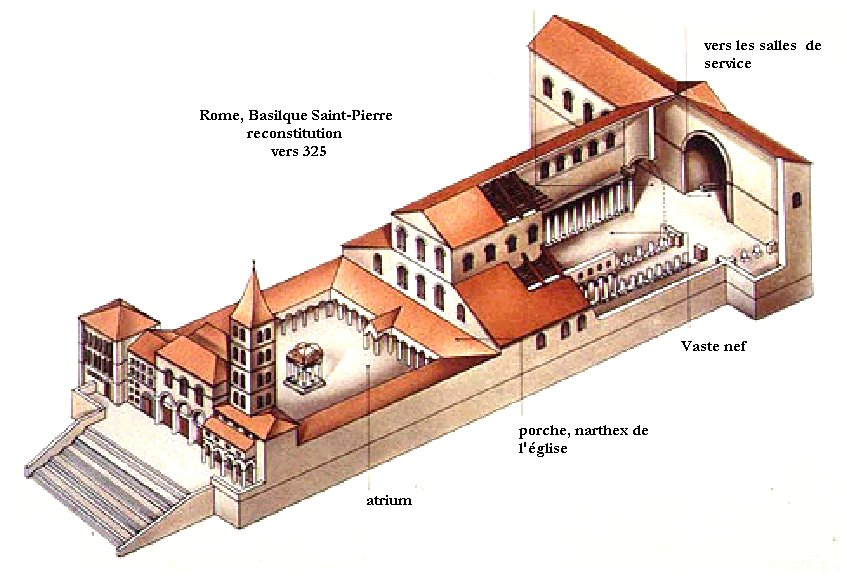 Rome, Basilque Saint-Pierre
reconstitution
vers 325
vers les salles de
service
Vaste nef
porche, narthex de
l'église
atrium